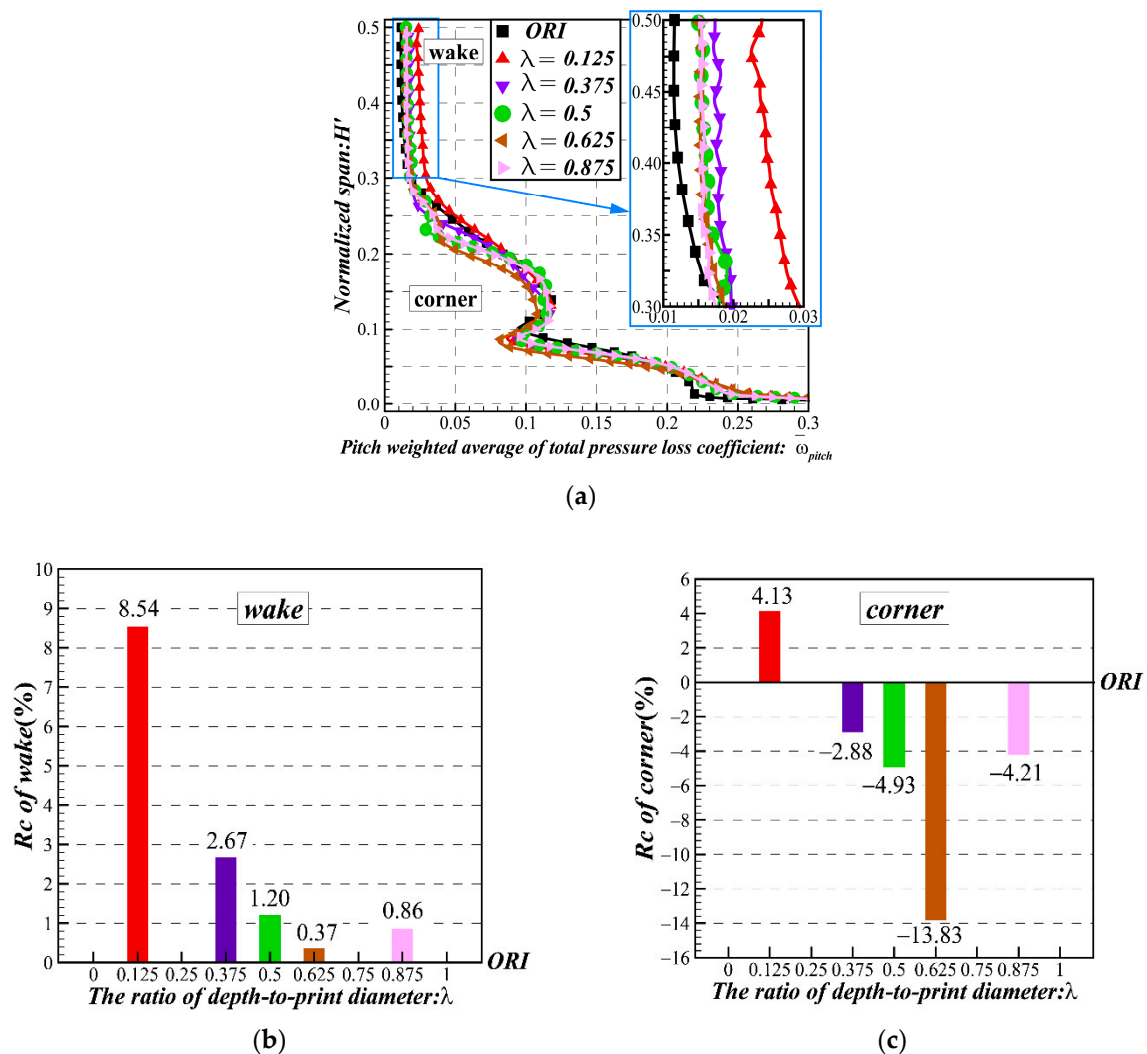 0.5
0.4
0.3
0.2
0.1
0.0
Normalized span:H'
wake
corner
ORI
λ = 0.125
λ = 0.375
λ = 0.5
λ = 0.625
λ = 0.875
0.50
0.45
0.40
0.35
0.30
0.01 0.02 0.03
0 0.05 0.1 0.15 0.2 0.25 0.3
Pitch weighted average of total pressure loss coefficient: ω̄pitch
(a)
10
9
8
7
6
5
4
3
2
1
0
Rc of wake(%)
wake
8.54
2.67
1.20
0.37
0.86
ORI
0 0.125 0.25 0.375 0.5 0.625 0.75 0.875 1
The ratio of depth-to-print diameter:λ
(b)
6
4
2
0
−2
−4
−6
−8
−10
−12
−14
−16
Rc of corner(%)
corner
4.13
ORI
−2.88
−4.93
−13.83
−4.21
0 0.125 0.25 0.375 0.5 0.625 0.75 0.875 1
The ratio of depth-to-print diameter:λ
(c)